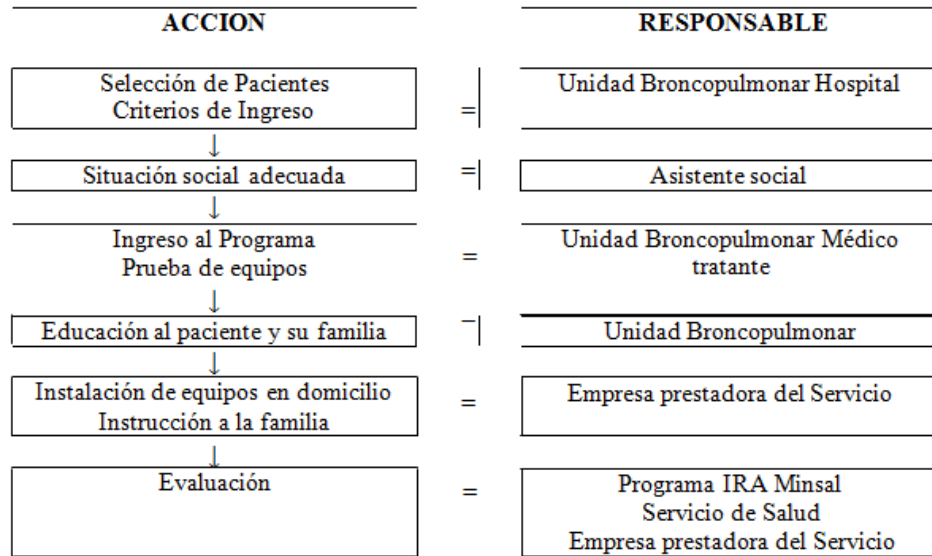 ACCION RESPONSABLE
Selección de Pacientes Unidad Broncopulmonar Hospital
Criterios de Ingreso =
↓
Situación social adecuada = Asistente social
↓
Ingreso al Programa Unidad Broncopulmonar Médico
Prueba de equipos = tratante
↓
Educación al paciente y su familia = Unidad Broncopulmonar
↓
Instalación de equipos en domicilio = Empresa prestadora del Servicio
Instrucción a la familia
↓
Evaluación = Programa IRA Minsal
Servicio de Salud
Empresa prestadora del Servicio